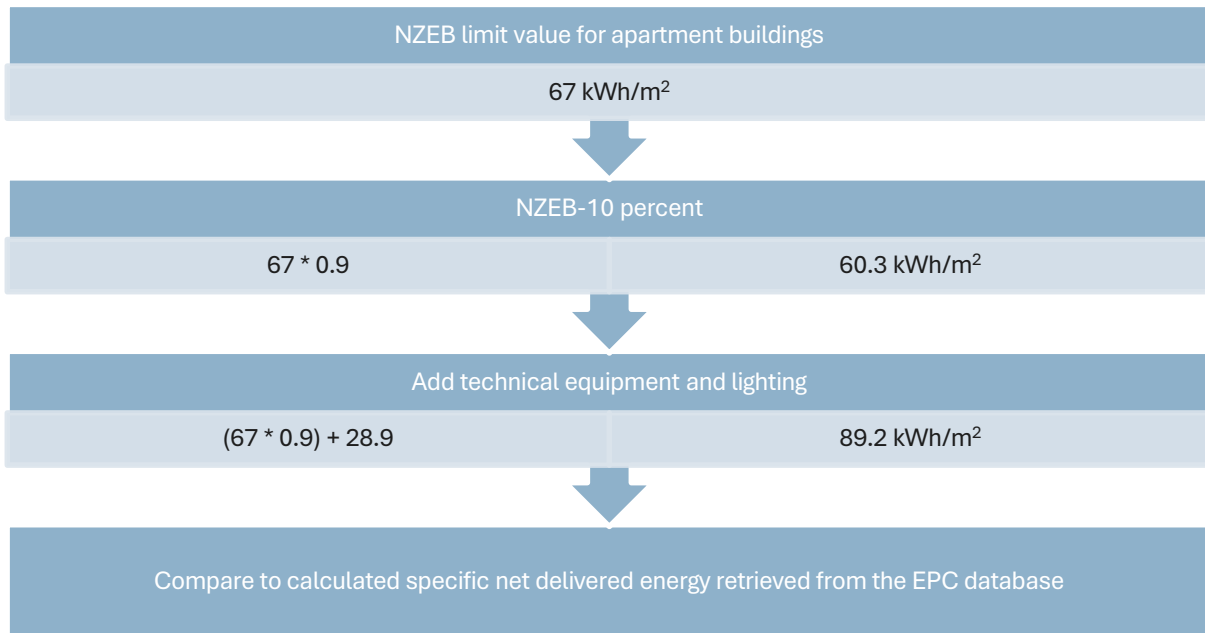 NZEB limit value for apartment buildings
67 kWh/m²
NZEB-10 percent
67 * 0.9
60.3 kWh/m²
Add technical equipment and lighting
(67 * 0.9) + 28.9
89.2 kWh/m²
Compare to calculated specific net delivered energy retrieved from the EPC database